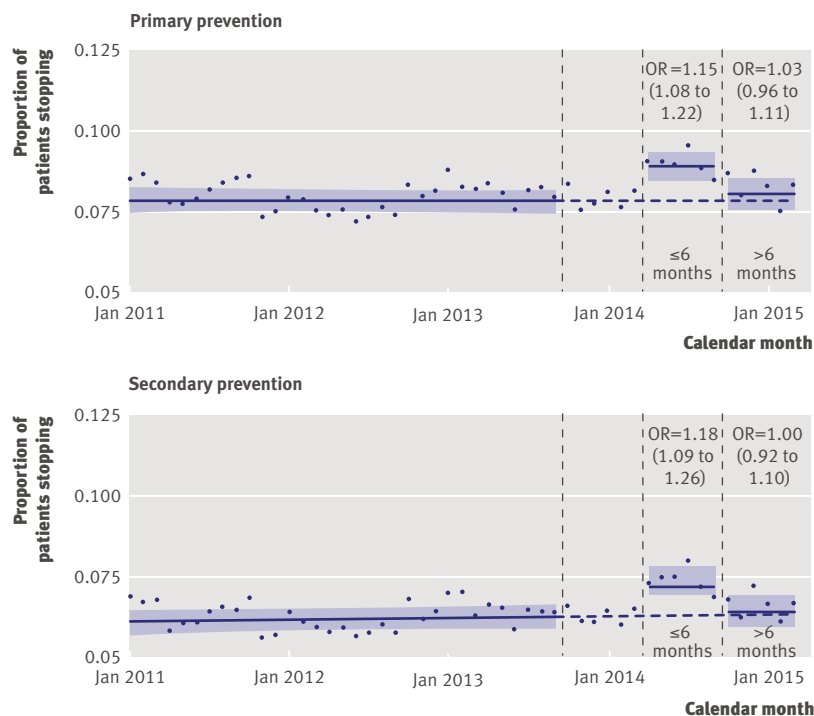 Primary prevention
Proportion of
patients stopping
0.125
0.100
0.075
0.05
OR=1.15
(1.08 to
1.22)
OR=1.03
(0.96 to
1.11)
≤6
months
>6
months
Jan 2011
Jan 2012
Jan 2013
Jan 2014
Jan 2015
Calendar month
Secondary prevention
Proportion of
patients stopping
0.125
0.100
0.075
0.05
OR=1.18
(1.09 to
1.26)
OR=1.00
(0.92 to
1.10)
≤6
months
>6
months
Jan 2011
Jan 2012
Jan 2013
Jan 2014
Jan 2015
Calendar month